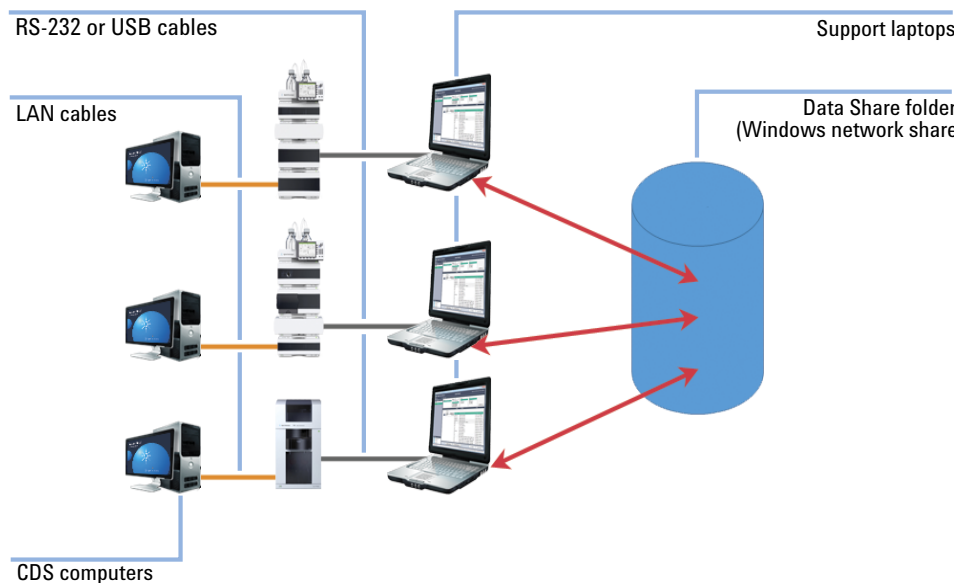 RS-232 or USB cables
Support laptops
LAN cables
Data Share folder
(Windows network share
CDS computers